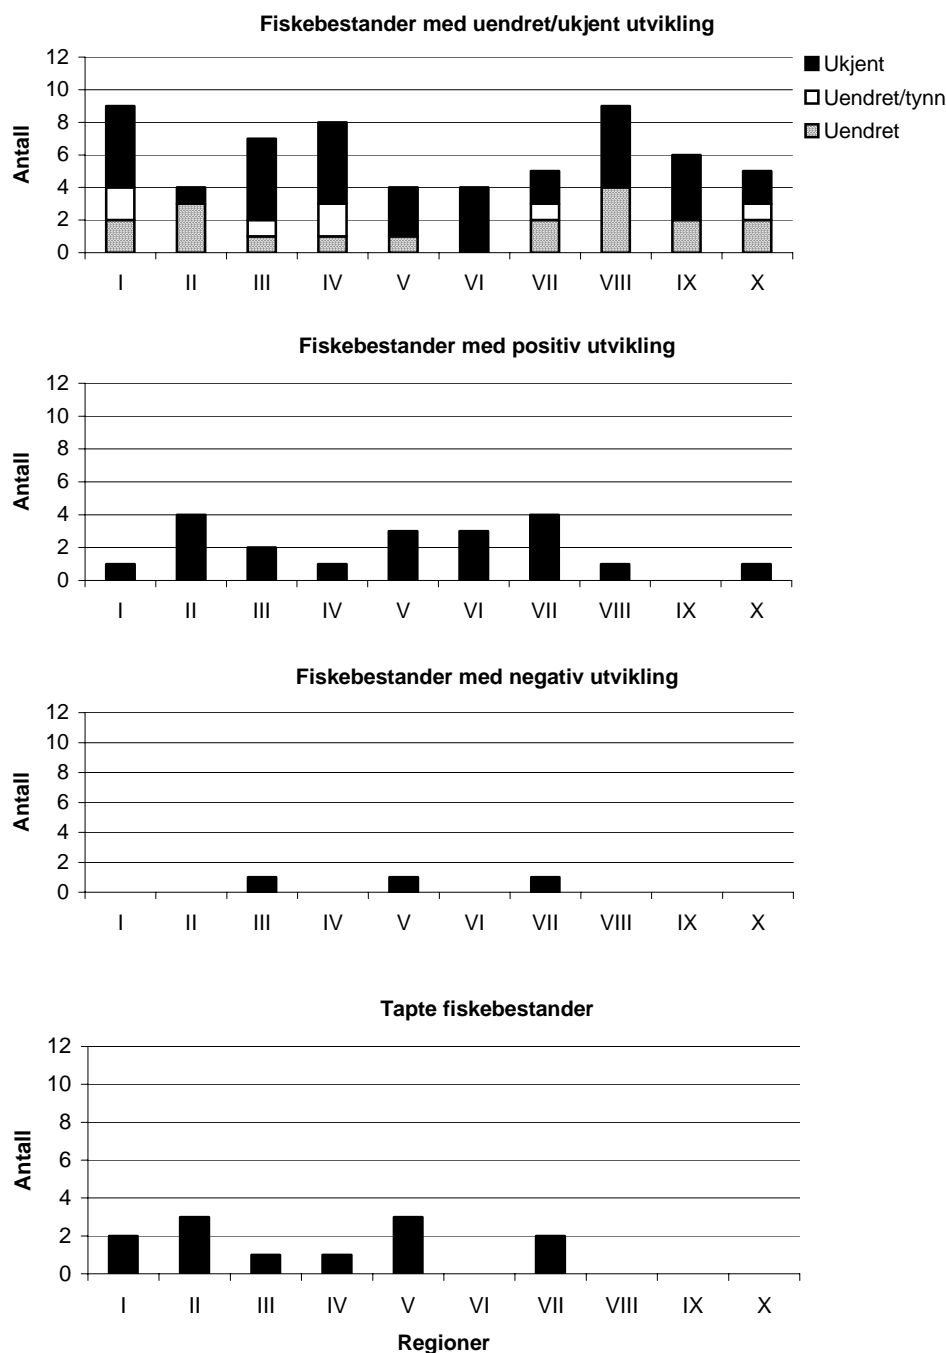 Fiskebestander med uendret/ukjent utvikling
12
10
8
6
4
2
0
Antall
I II III IV V VI VII VIII IX X
Ukjent
Uendret/tynn
Uendret
Fiskebestander med positiv utvikling
12
10
8
6
4
2
0
Antall
I II III IV V VI VII VIII IX X
Fiskebestander med negativ utvikling
12
10
8
6
4
2
0
Antall
I II III IV V VI VII VIII IX X
Tapte fiskebestander
12
10
8
6
4
2
0
Antall
I II III IV V VI VII VIII IX X
Regioner